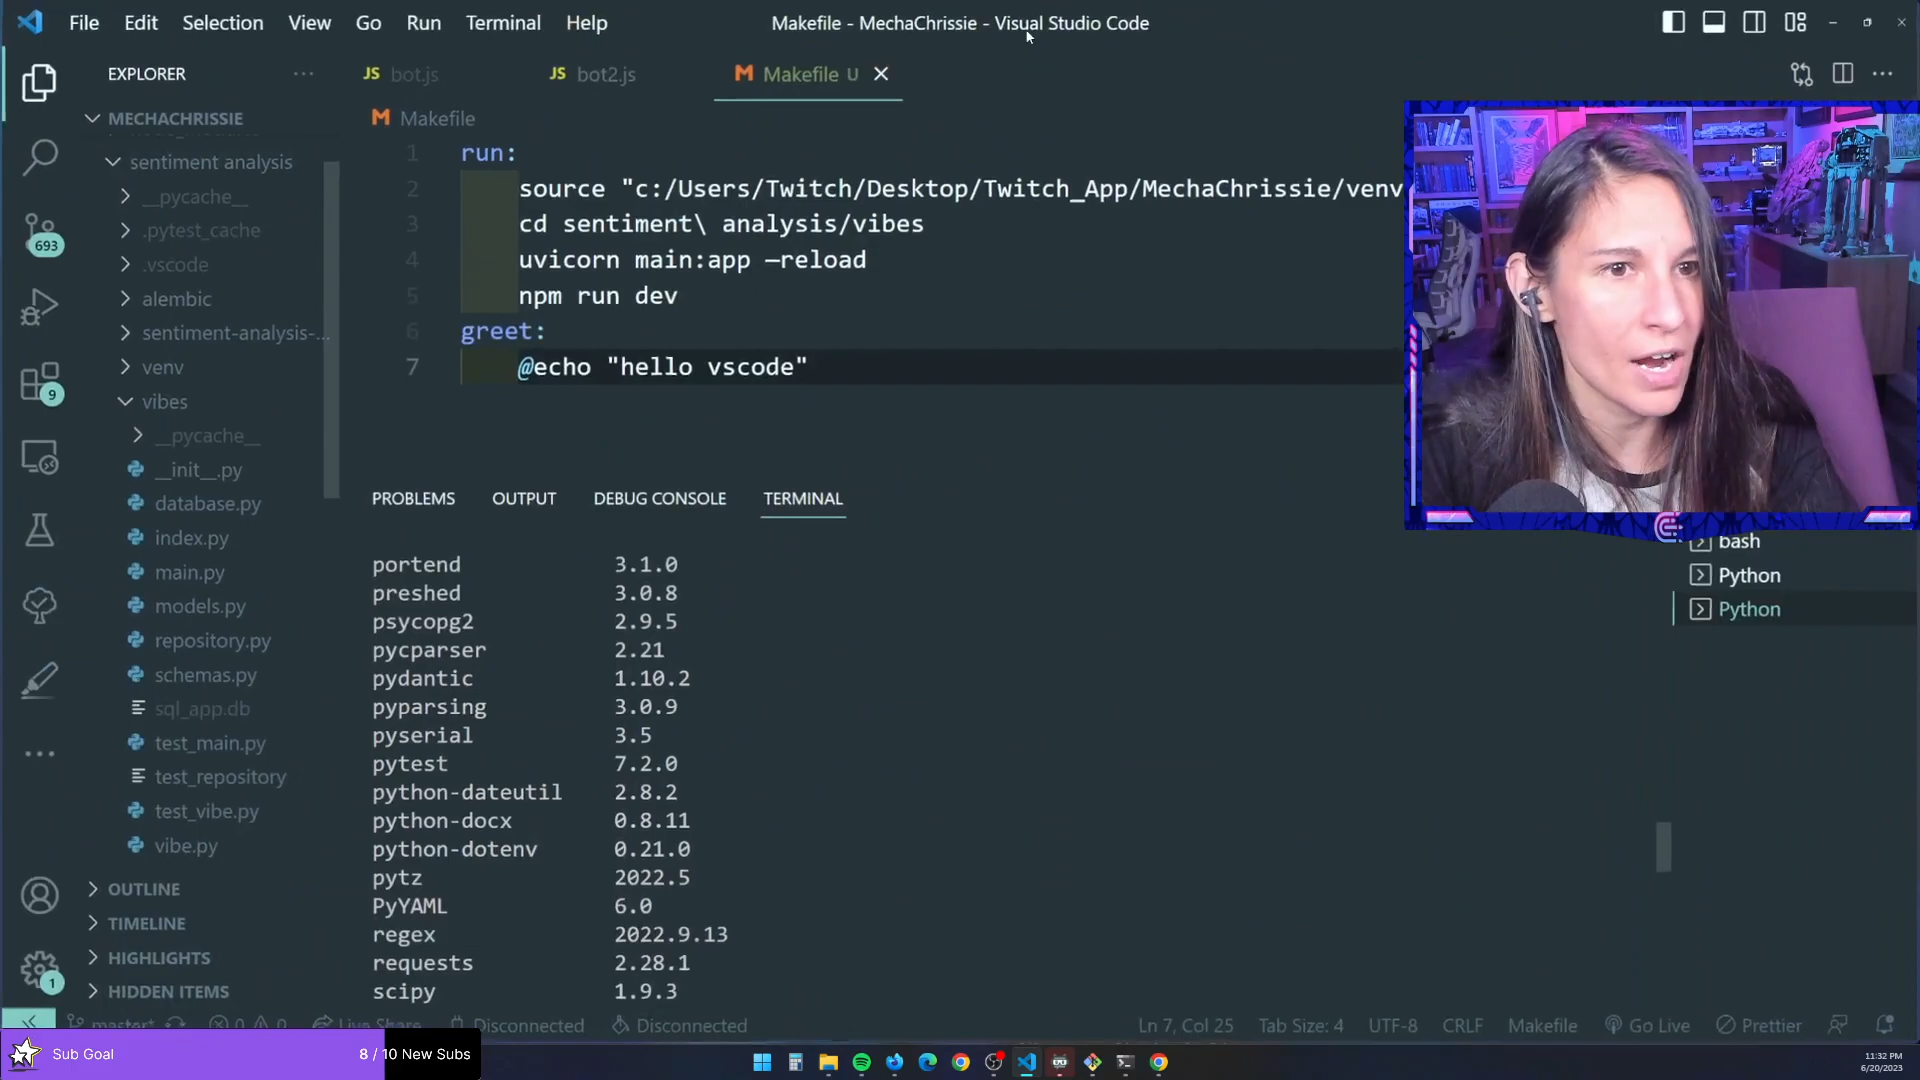 File Edit Selection View Go Run Terminal Help
Makefile - MechaChrissie - Visual Studio Code
EXPLORER
JS bot.js
JS bot2.js
M Makefile U
MECHACHRISSIE
M Makefile
sentiment analysis
__pycache__
.pytest_cache
.vscode
alembic
sentiment-analysis-...
venv
vibes
__pycache__
__init__.py
database.py
index.py
main.py
models.py
repository.py
schemas.py
sql_app.db
test_main.py
test_repository
test_vibe.py
vibe.py
OUTLINE
TIMELINE
HIGHLIGHTS
HIDDEN ITEMS
693
9
1
1 run:
2 source "c:/Users/Twitch/Desktop/Twitch_App/MechaChrissie/venv
3 cd sentiment\ analysis/vibes
4 uvicorn main:app —reload
5 npm run dev
6 greet:
7 @echo "hello vscode"
PROBLEMS OUTPUT DEBUG CONSOLE TERMINAL
portend 3.1.0
preshed 3.0.8
psycopg2 2.9.5
pycparser 2.21
pydantic 1.10.2
pyparsing 3.0.9
pyserial 3.5
pytest 7.2.0
python-dateutil 2.8.2
python-docx 0.8.11
python-dotenv 0.21.0
pytz 2022.5
PyYAML 6.0
regex 2022.9.13
requests 2.28.1
scipy 1.9.3
bash
Python
Python
master* 0 0 Live Share Disconnected Disconnected
Ln 7, Col 25 Tab Size: 4 UTF-8 CRLF Makefile Go Live Prettier
Sub Goal 8 / 10 New Subs
11:32 PM
6/20/2023